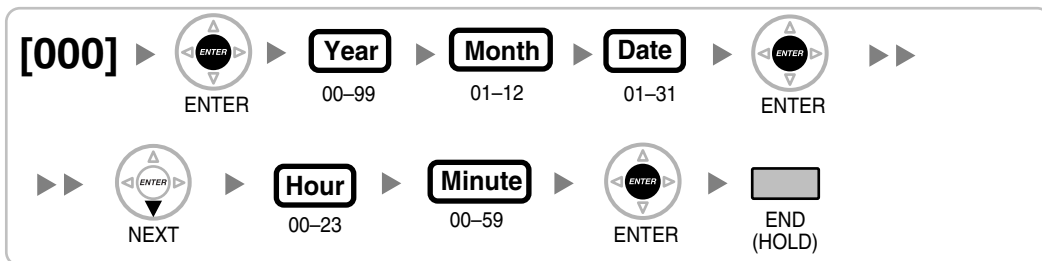 [000] ENTER Year Month Date ENTER
ENTER 00–99 01–12 01–31 ENTER
ENTER Hour Minute ENTER
NEXT 00–23 00–59 ENTER END
(HOLD)